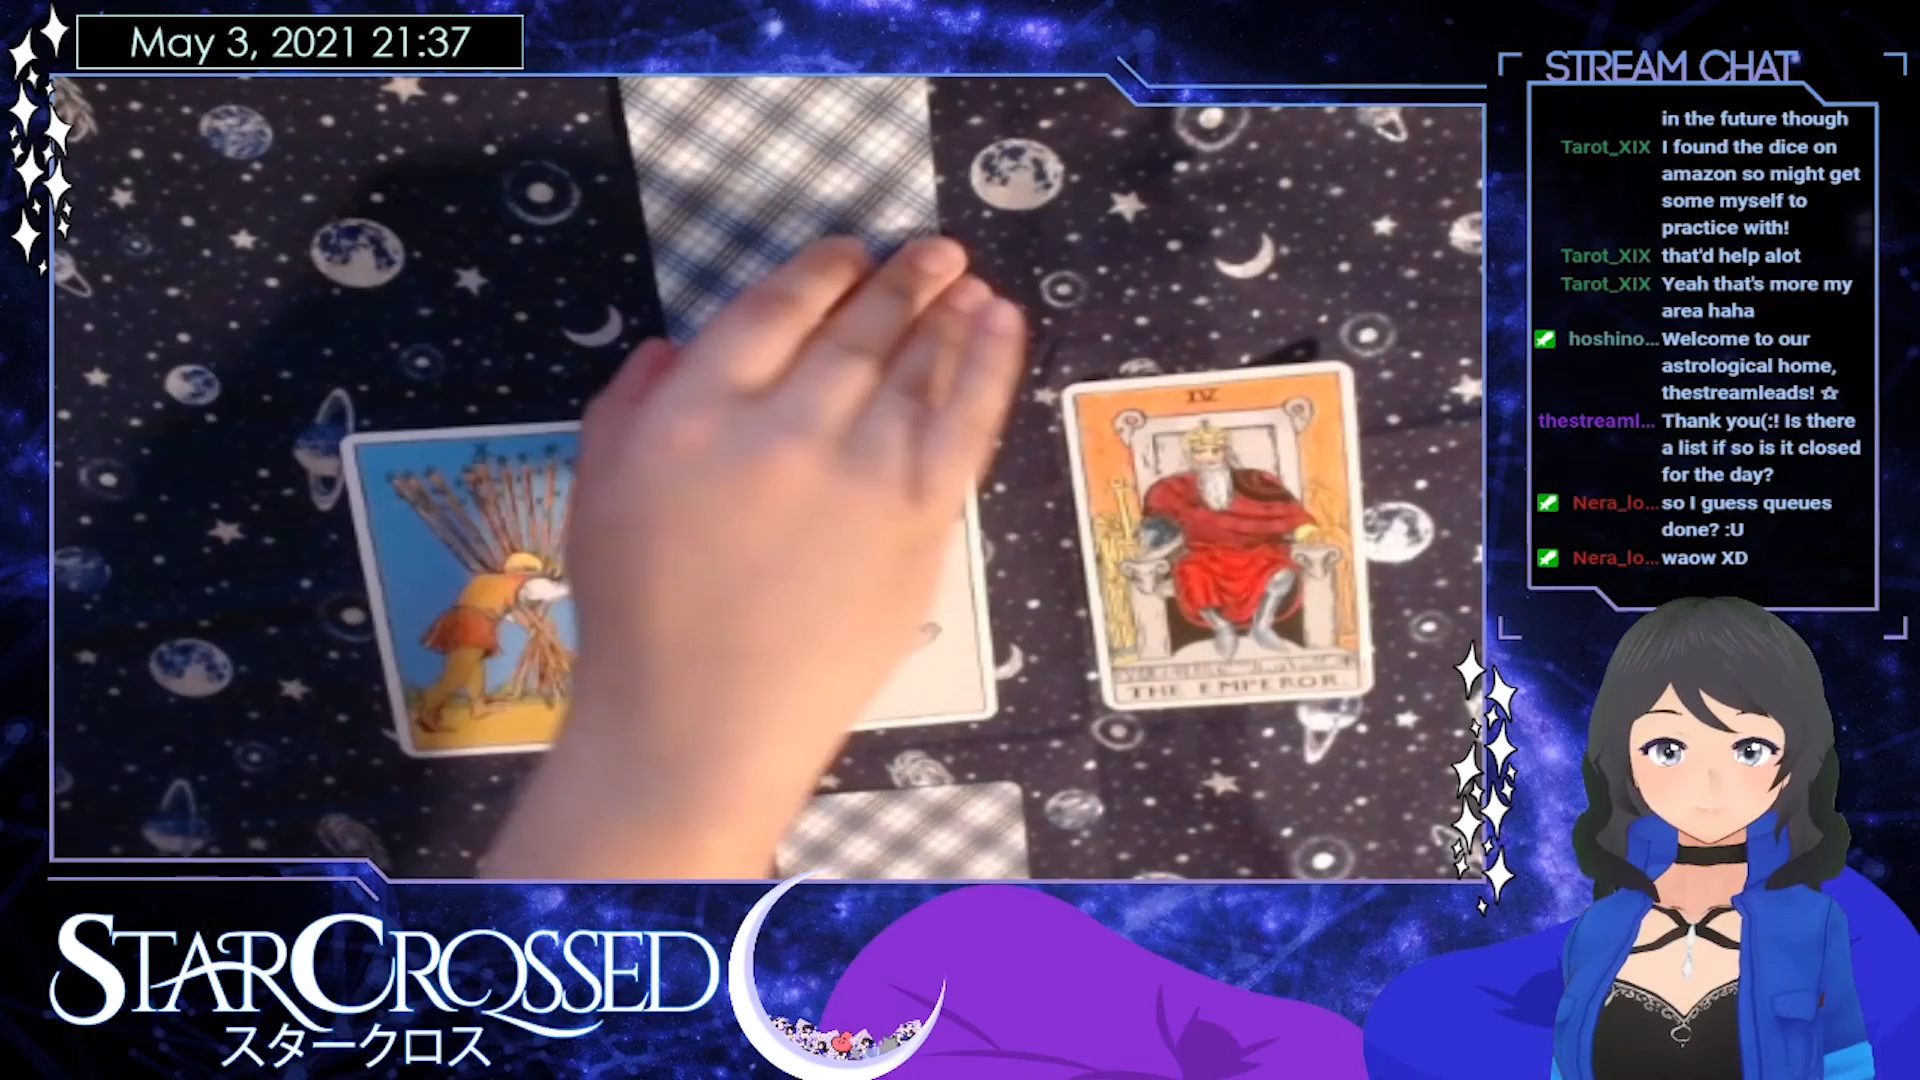 May 3, 2021 21:37
STREAM CHAT
in the future though
Tarot_XIX I found the dice on
amazon so might get
some myself to
practice with!
Tarot_XIX that'd help alot
Tarot_XIX Yeah that's more my
area haha
hoshino... Welcome to our
astrological home,
thestreamleads! ☆
thestreaml... Thank you(:! Is there
a list if so is it closed
for the day?
Nera_lo... so I guess queues
done? :U
Nera_lo... waow XD
IV
THE EMPEROR.
STARCROSSED
スタークロス